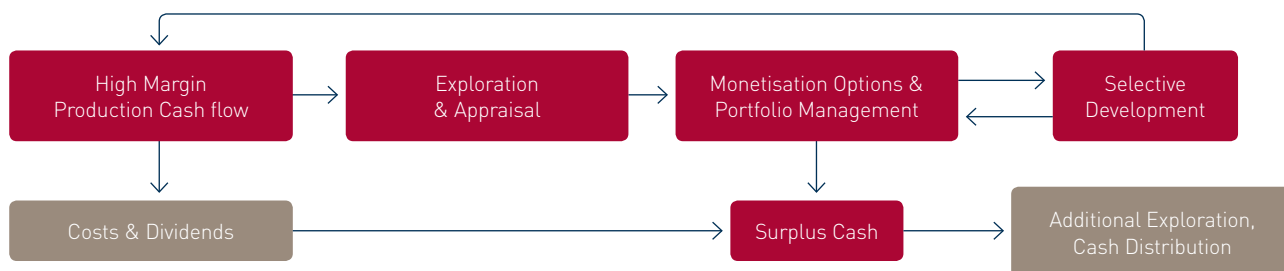 High Margin
Production Cash flow
Exploration
& Appraisal
Monetisation Options &
Portfolio Management
Selective
Development
Costs & Dividends
Surplus Cash
Additional Exploration,
Cash Distribution